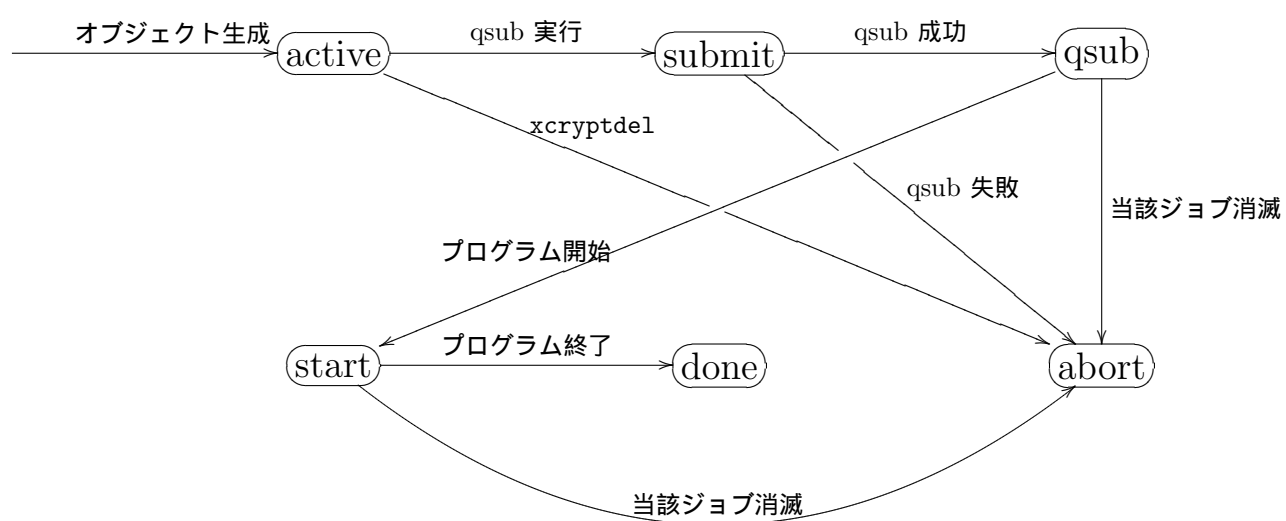 オブジェクト生成
active
qsub 実行
submit
qsub 成功
qsub
xcryptdel
qsub 失敗
当該ジョブ消滅
プログラム開始
start
プログラム終了
done
abort
当該ジョブ消滅